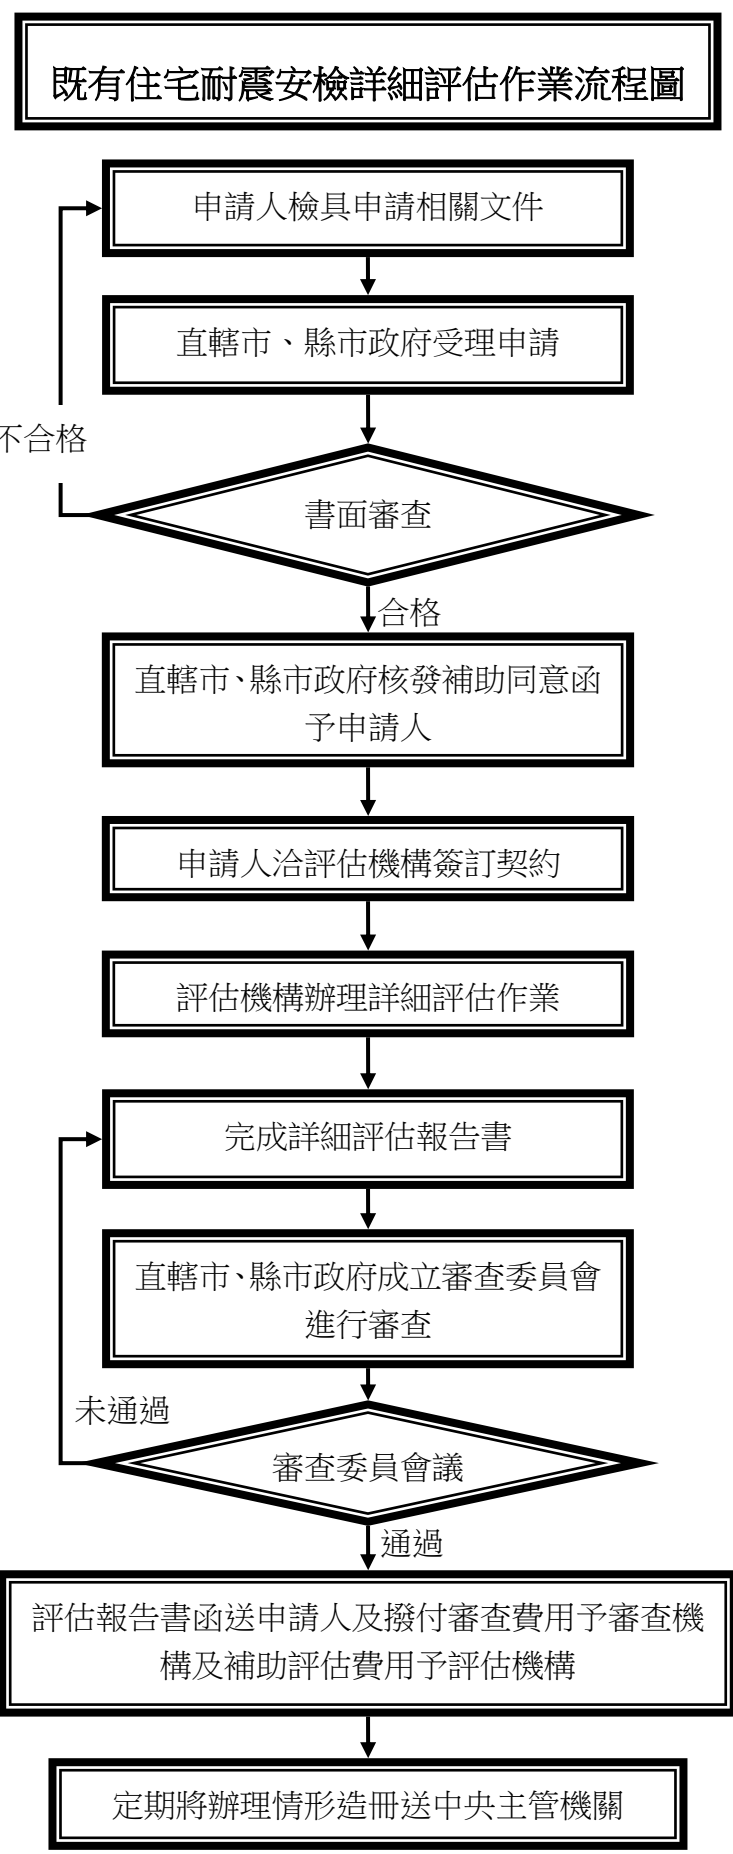 既有住宅耐震安檢詳細評估作業流程圖
申請人檢具申請相關文件
直轄市、縣市政府受理申請
不合格
書面審查
合格
直轄市、縣市政府核發補助同意函
予申請人
申請人洽評估機構簽訂契約
評估機構辦理詳細評估作業
完成詳細評估報告書
直轄市、縣市政府成立審查委員會
進行審查
未通過
審查委員會議
通過
評估報告書函送申請人及撥付審查費用予審查機
構及補助評估費用予評估機構
定期將辦理情形造冊送中央主管機關